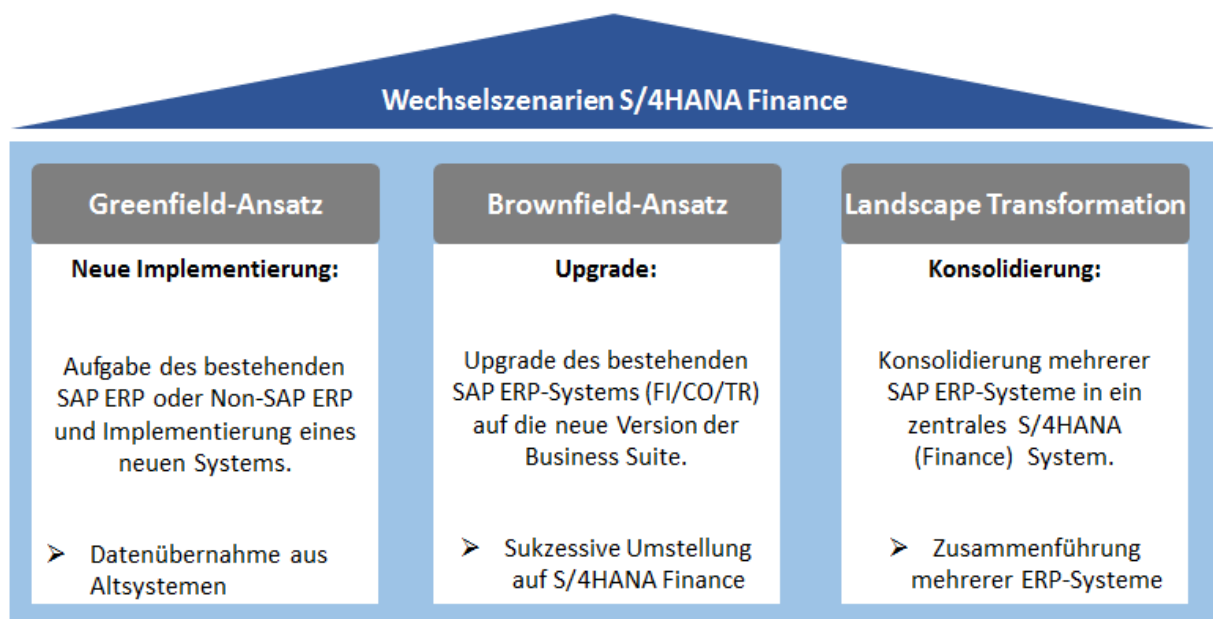 Wechselszenarien S/4HANA Finance
Greenfield-Ansatz
Neue Implementierung:
Aufgabe des bestehenden
SAP ERP oder Non-SAP ERP
und Implementierung eines
neuen Systems.
➢ Datenübernahme aus
Altsystemen
Brownfield-Ansatz
Upgrade:
Upgrade des bestehenden
SAP ERP-Systems (FI/CO/TR)
auf die neue Version der
Business Suite.
➢ Sukzessive Umstellung
auf S/4HANA Finance
Landscape Transformation
Konsolidierung:
Konsolidierung mehrerer
SAP ERP-Systeme in ein
zentrales S/4HANA
(Finance) System.
➢ Zusammenführung
mehrerer ERP-Systeme